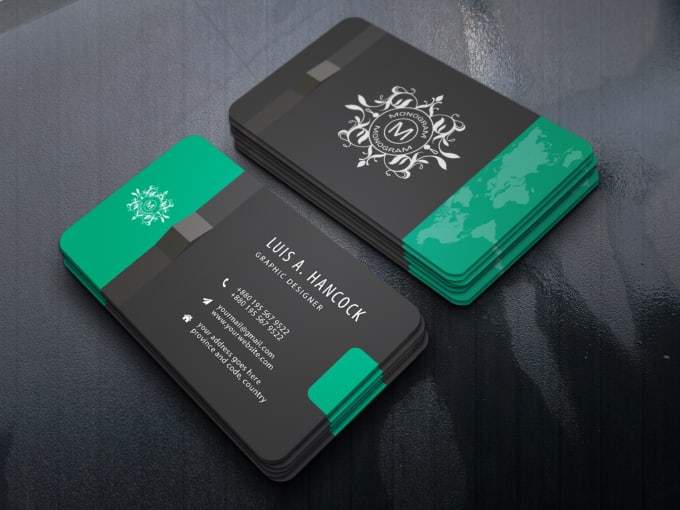 MONOGRAM
M
MONOGRAM
M
LUIS A. HANCOCK
GRAPHIC DESIGNER
+880 195 567 9522
+880 195 567 9522
yourmail@gmail.com
www.yourwebsite.com
your address goes here
province and code, country